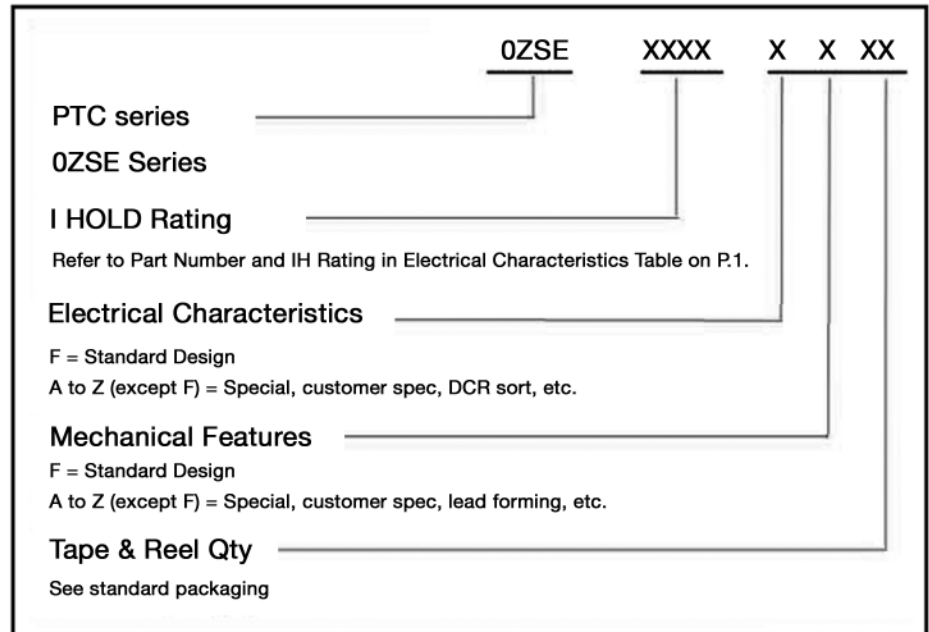 0ZSE XXXX X X XX
PTC series
0ZSE Series
I HOLD Rating
Refer to Part Number and IH Rating in Electrical Characteristics Table on P.1.
Electrical Characteristics
F = Standard Design
A to Z (except F) = Special, customer spec, DCR sort, etc.
Mechanical Features
F = Standard Design
A to Z (except F) = Special, customer spec, lead forming, etc.
Tape & Reel Qty
See standard packaging